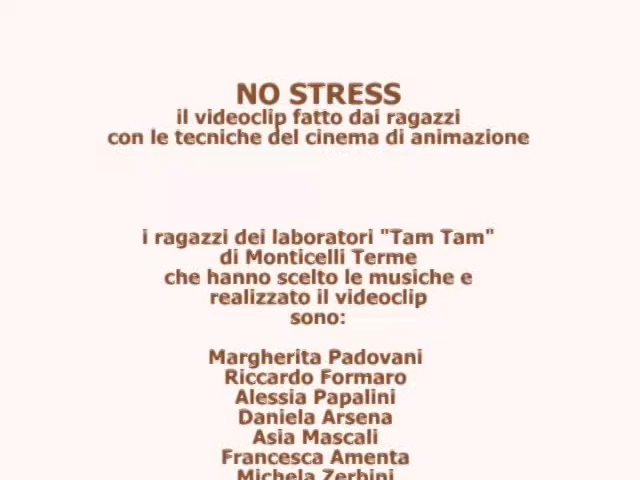 NO STRESS
il videoclip fatto dai ragazzi
con le tecniche del cinema di animazione
i ragazzi dei laboratori "Tam Tam"
di Monticelli Terme
che hanno scelto le musiche e
realizzato il videoclip
sono:
Margherita Padovani
Riccardo Formaro
Alessia Papalini
Daniela Arsena
Asia Mascali
Francesca Amenta
Michela Zerbini